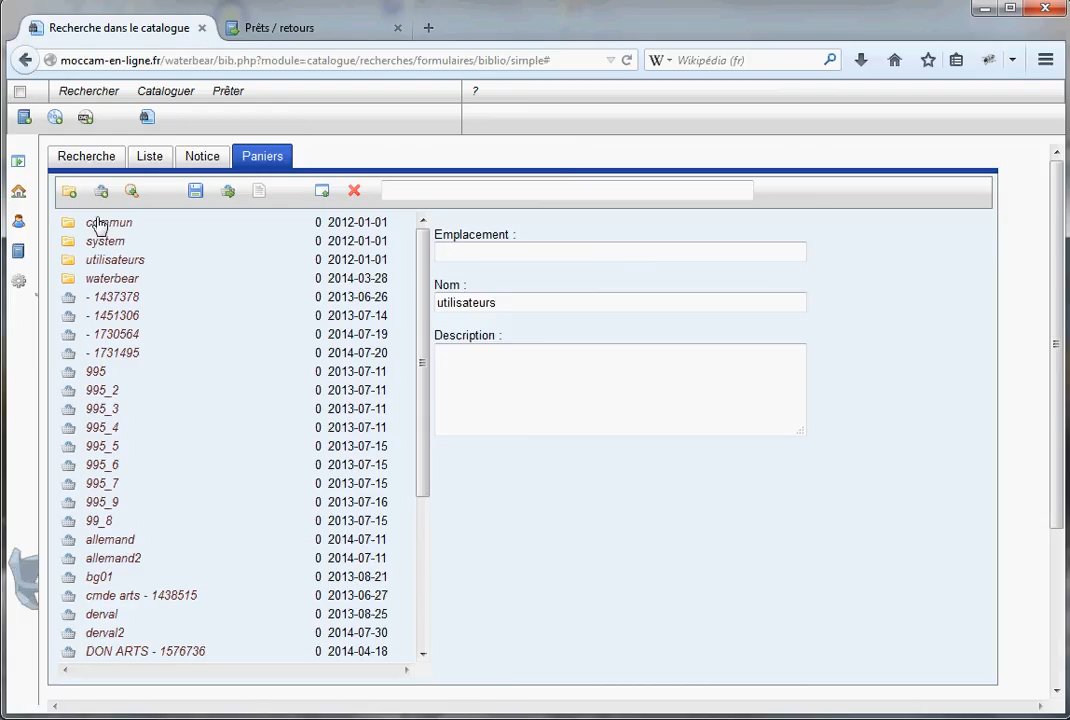 Recherche dans le catalogue Prêts / retours
moccam-en-ligne.fr/waterbear/bib.php?module=catalogue/recherches/formulaires/biblio/simple# W Wikipédia (fr)
Rechercher Cataloguer Prêter ?
Recherche Liste Notice Paniers
commun 0 2012-01-01
system 0 2012-01-01
utilisateurs 0 2012-01-01
waterbear 0 2014-03-28
- 1437378 0 2013-06-26
- 1451306 0 2013-07-14
- 1730564 0 2014-07-19
- 1731495 0 2014-07-20
995 0 2013-07-11
995_2 0 2013-07-11
995_3 0 2013-07-11
995_4 0 2013-07-11
995_5 0 2013-07-15
995_6 0 2013-07-15
995_7 0 2013-07-15
995_9 0 2013-07-16
99_8 0 2013-07-15
allemand 0 2014-07-11
allemand2 0 2014-07-11
bg01 0 2013-08-21
cmde arts - 1438515 0 2013-06-27
derval 0 2013-08-25
derval2 0 2014-07-30
DON ARTS - 1576736 0 2014-04-18
Emplacement :
Nom :
utilisateurs
Description :